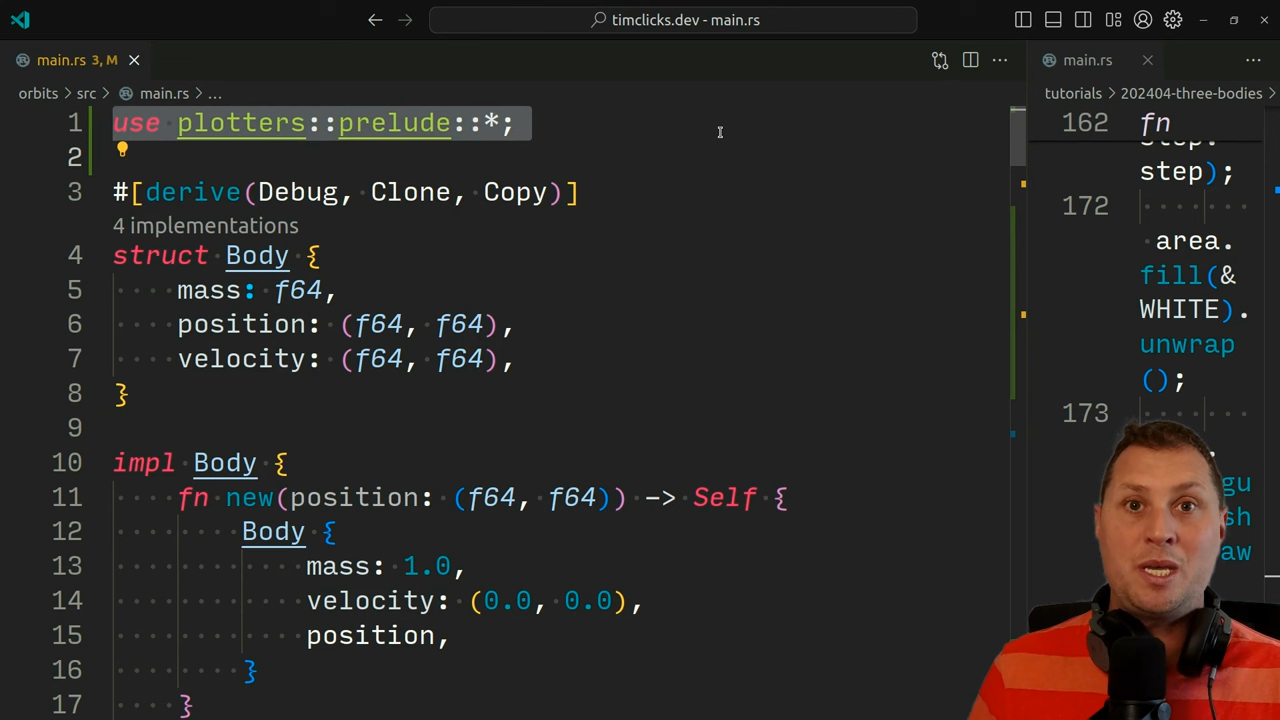 timclicks.dev - main.rs
main.rs 3, M
orbits > src > main.rs > ...
1 use plotters::prelude::*;
2
3 #[derive(Debug, Clone, Copy)]
4 implementations
4 struct Body {
5 mass: f64,
6 position: (f64, f64),
7 velocity: (f64, f64),
8 }
9
10 impl Body {
11 fn new(position: (f64, f64)) -> Self {
12 Body {
13 mass: 1.0,
14 velocity: (0.0, 0.0),
15 position,
16 }
17 }
main.rs
tutorials > 202404-three-bodies >
162 fn
step.
step);
172
area.
fill(&
WHITE).
unwrap
();
173
gu
sh
aw